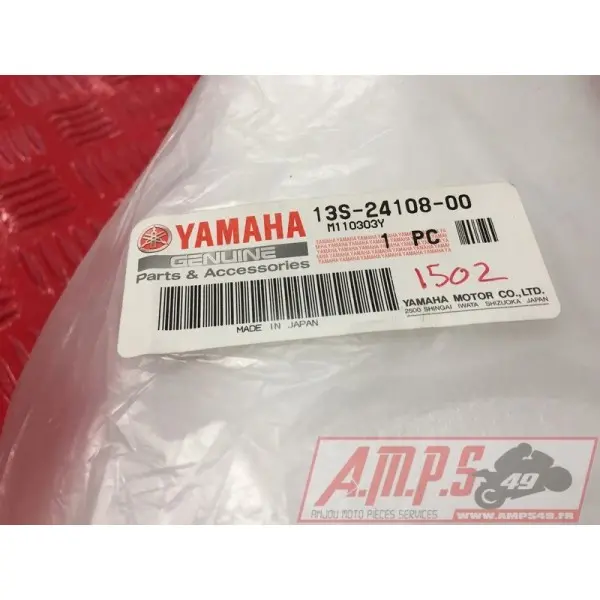 YAMAHA
GENUINE
Parts & Accessories
13S-24108-00
M110303Y
1 PC
1502
YAMAHA MOTOR CO.,LTD.
2500 SHINGAI IWATA SHIZUOKA JAPAN
MADE IN JAPAN
A.M.P.S 49
ANJOU MOTO PIECES SERVICES
WWW.AMPS49.FR